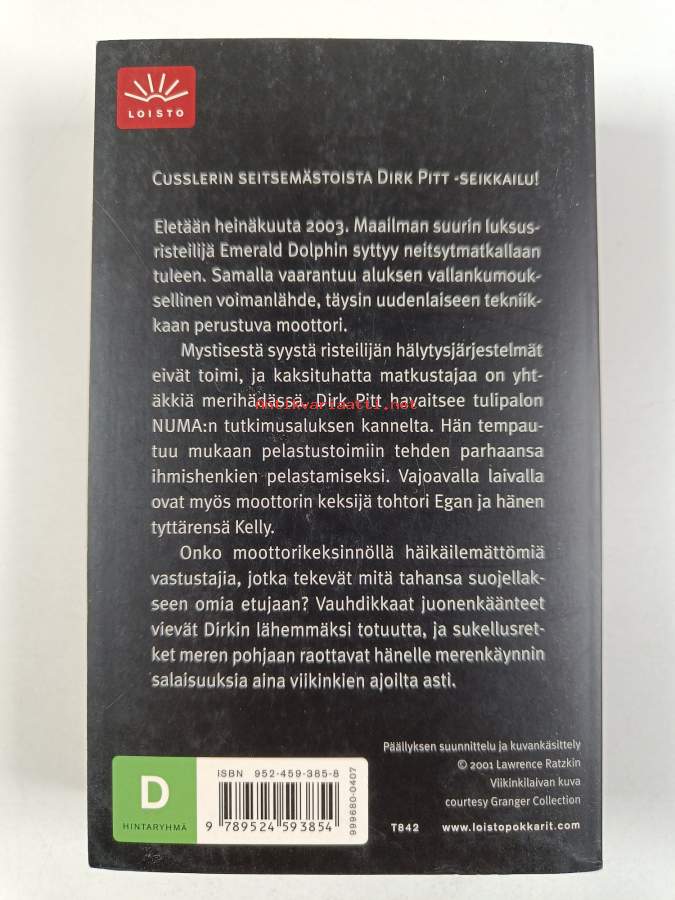 LOISTO
Cusslerin seitsemästoista Dirk Pitt -seikkailu!
Eletään heinäkuuta 2003. Maailman suurin luksus-
risteilijä Emerald Dolphin syttyy neitsytmatkallaan
tuleen. Samalla vaarantuu aluksen vallankumouk-
sellinen voimanlähde, täysin uudenlaiseen tekniik-
kaan perustuva moottori.
Mystisestä syystä risteilijän hälytysjärjestelmät
eivät toimi, ja kaksituhatta matkustajaa on yht-
äkkiä merihädässä. Dirk Pitt havaitsee tulipalon
Antikvariaatti.net
NUMA:n tutkimusaluksen kannelta. Hän tempau-
tuu mukaan pelastustoimiin tehden parhaansa
ihmishenkien pelastamiseksi. Vajoavalla laivalla
ovat myös moottorin keksijä tohtori Egan ja hänen
tyttärensä Kelly.
Onko moottorikeksinnöllä häikäilemättömiä
vastustajia, jotka tekevät mitä tahansa suojellak-
seen omia etujaan? Vauhdikkaat juonenkäänteet
vievät Dirkin lähemmäksi totuutta, ja sukellusret-
ket meren pohjaan raottavat hänelle merenkäynnin
salaisuuksia aina viikinkien ajoilta asti.
Päällyksen suunnittelu ja kuvankäsittely
© 2001 Lawrence Ratzkin
Viikinkilaivan kuva
courtesy Granger Collection
D
HINTARYHMÄ
ISBN 952-459-385-8
9 789524 593854
999680-0407
T842 www.loistopokkarit.com